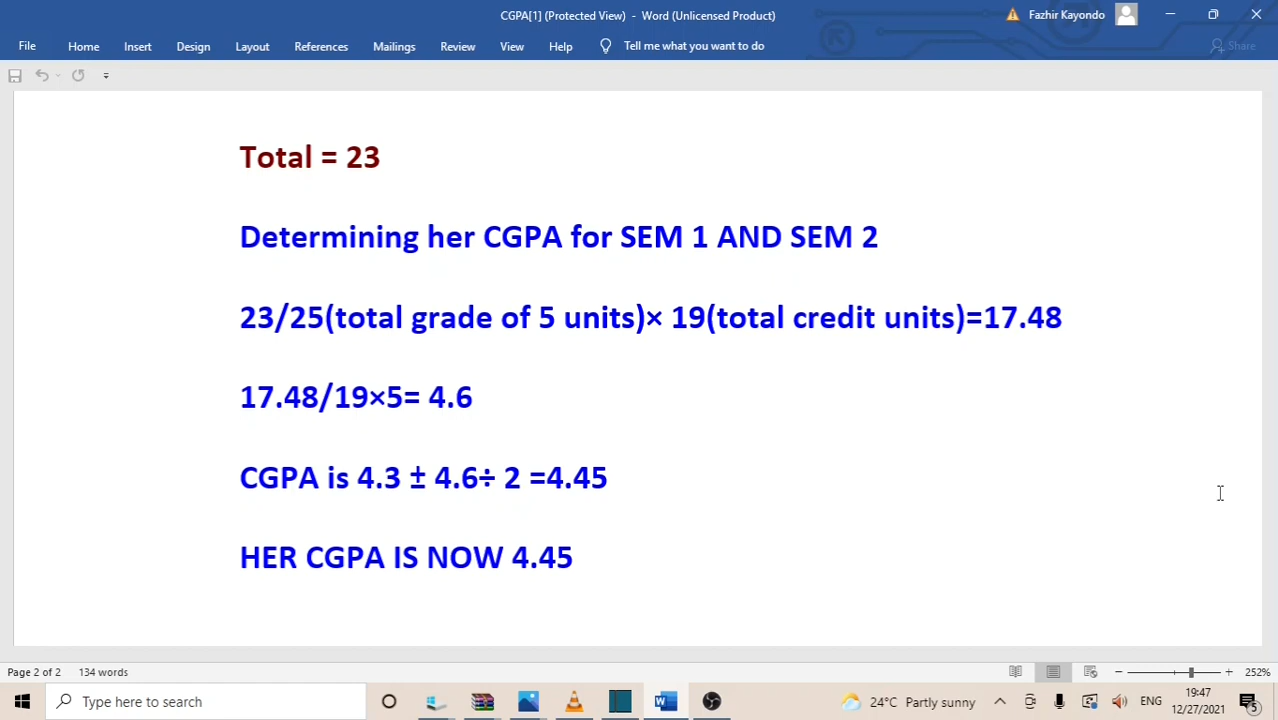 CGPA[1] (Protected View) - Word (Unlicensed Product)
Fazhir Kayondo
File Home Insert Design Layout References Mailings Review View Help Tell me what you want to do Share
Total = 23
Determining her CGPA for SEM 1 AND SEM 2
23/25(total grade of 5 units)× 19(total credit units)=17.48
17.48/19×5= 4.6
CGPA is 4.3 ± 4.6÷ 2 =4.45
HER CGPA IS NOW 4.45
Page 2 of 2 134 words 252%
Type here to search 24°C Partly sunny ENG 19:47
12/27/2021 5